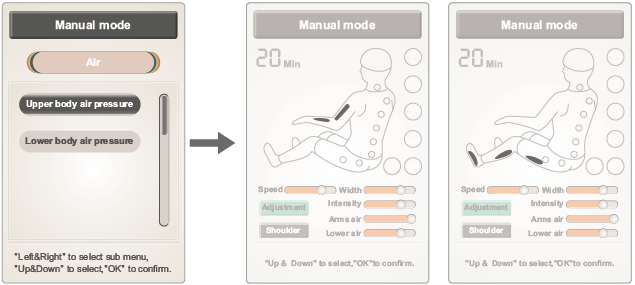 Manual mode
Air
Upper body air pressure
Lower body air pressure
"Left&Right" to select sub menu,
"Up&Down" to select,"OK" to confirm.
Manual mode
20 Min
Speed
Width
Adjustment
Intensity
Arms air
Shoulder
Lower air
"Up & Down" to select,"OK"to confirm.
Manual mode
20 Min
Speed
Width
Adjustment
Intensity
Arms air
Shoulder
Lower air
"Up & Down" to select,"OK"to confirm.